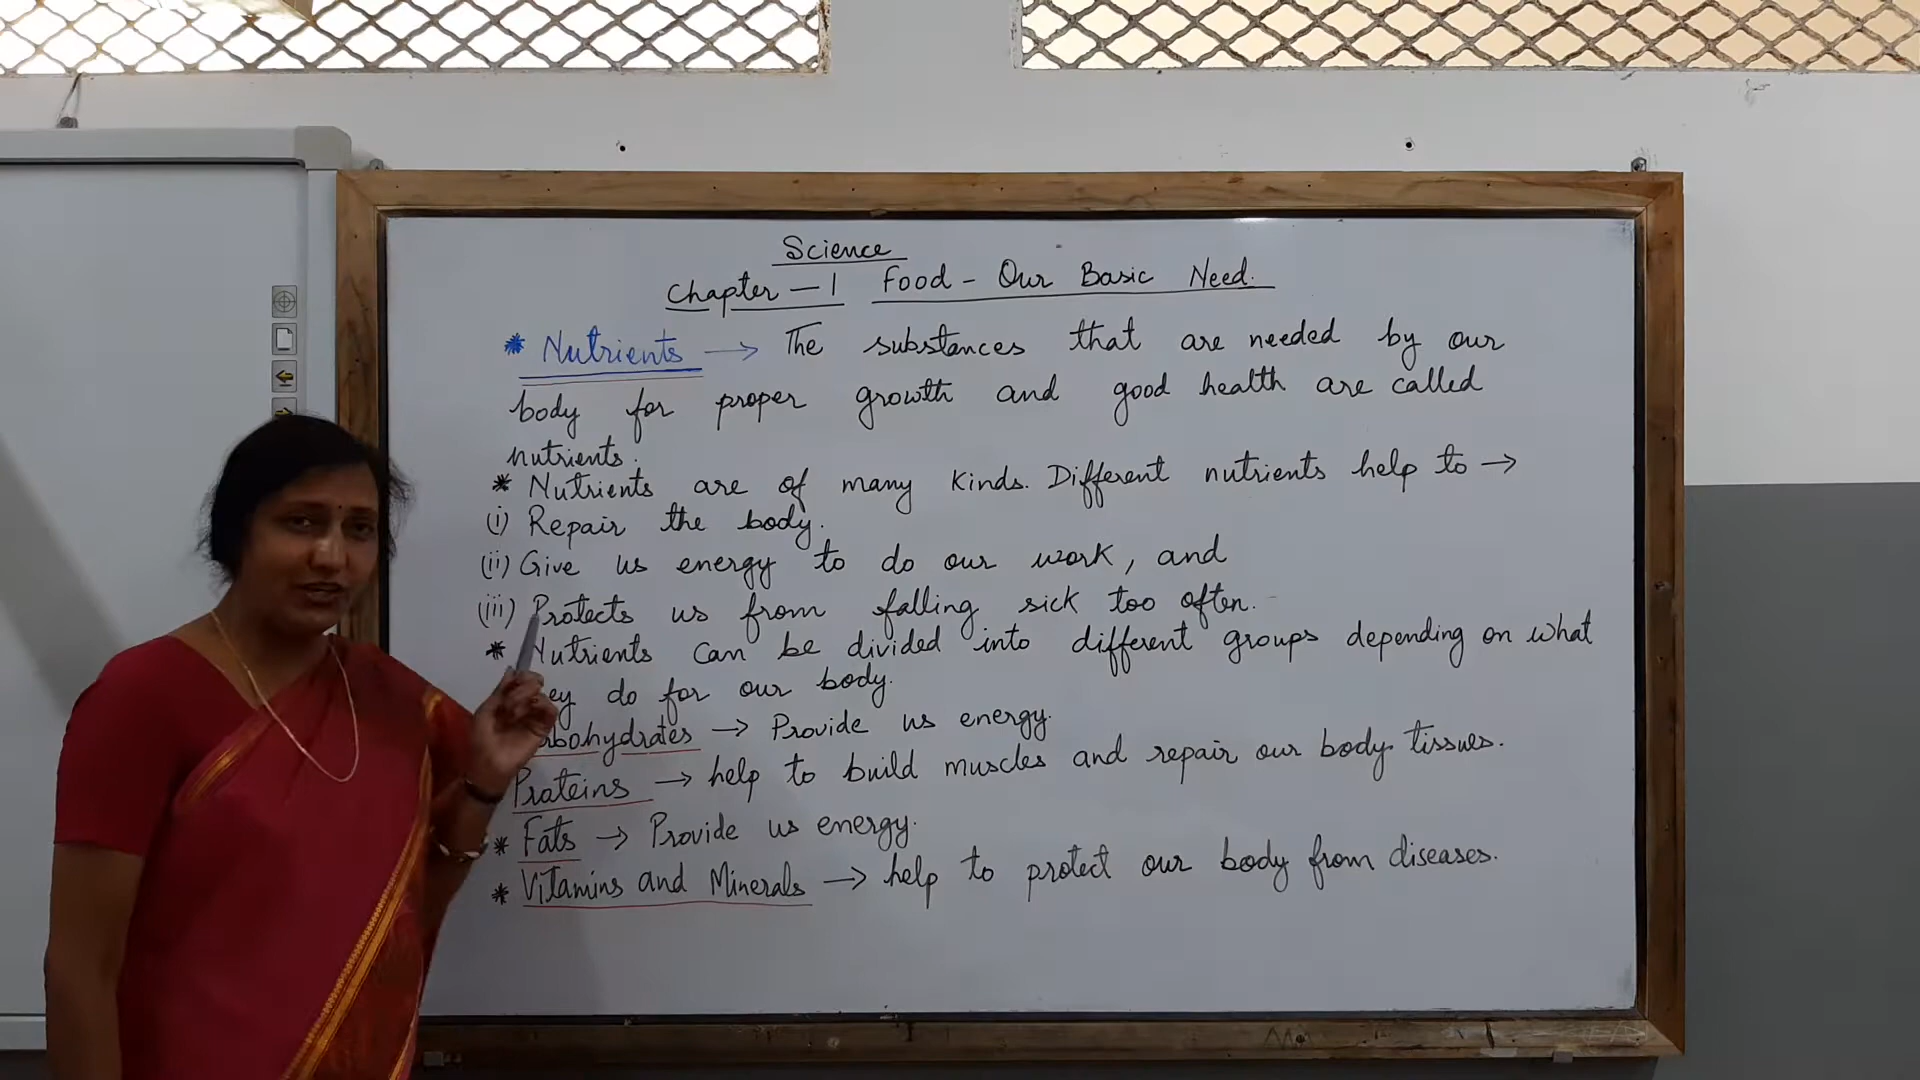 Science
Chapter - 1 Food - Our Basic Need.
* Nutrients → The substances that are needed by our
body for proper growth and good health are called
nutrients.
* Nutrients are of many kinds. Different nutrients help to →
(i) Repair the body.
(ii) Give us energy to do our work, and
(iii) Protects us from falling sick too often.
* Nutrients can be divided into different groups depending on what
do for our body.
→ Provide us energy.
Prateins → help to build muscles and repair our body tissues.
* Fats → Provide us energy.
* Vitamins and Minerals → help to protect our body from diseases.